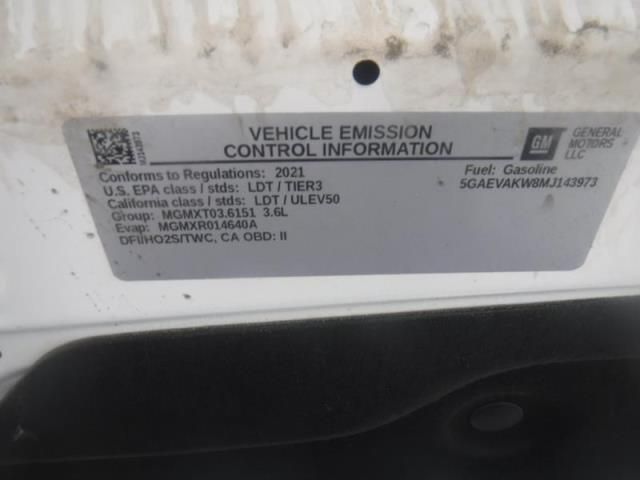 VEHICLE EMISSION
CONTROL INFORMATION
GM
GENERAL
MOTORS
LLC
MJ143973
Conforms to Regulations: 2021
U.S. EPA class / stds: LDT / TIER3
California class / stds: LDT / ULEV50
Group: MGMXT03.6151 3.6L
Evap: MGMXR014640A
DFI/HO2S/TWC, CA OBD: II
Fuel: Gasoline
5GAEVAKW8MJ143973